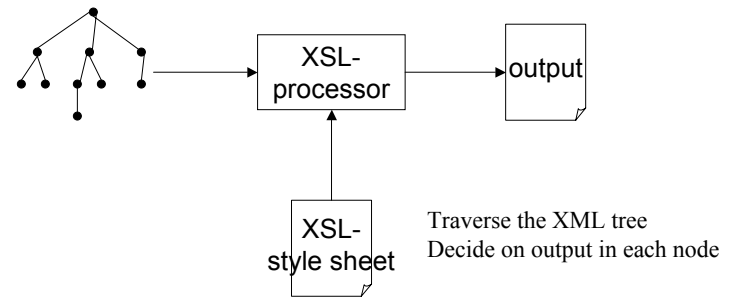 XSL-
processor
output
XSL-
style sheet
Traverse the XML tree
Decide on output in each node